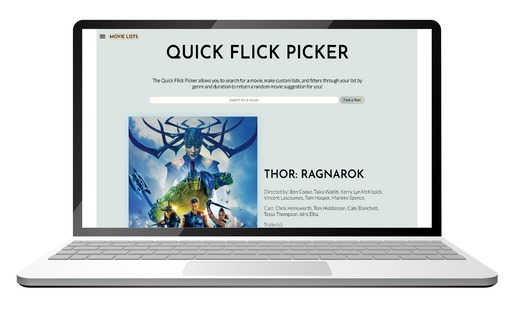 MOVIE LISTS
QUICK FLICK PICKER
The Quick Flick Picker allows you to search for a movie, make custom lists, and filters through your list by
genre and duration to return a random movie suggestion for you!
Search for a movie
Find a Film
THOR: RAGNAROK
Directed by: Ben Cooke, Taika Waititi, Kerry Lyn McKissick,
Vincent Lascoumes, Tom Hooper, Marieke Spence,
Cast: Chris Hemsworth, Tom Hiddleston, Cate Blanchett,
Tessa Thompson, Idris Elba
Trailer(s):